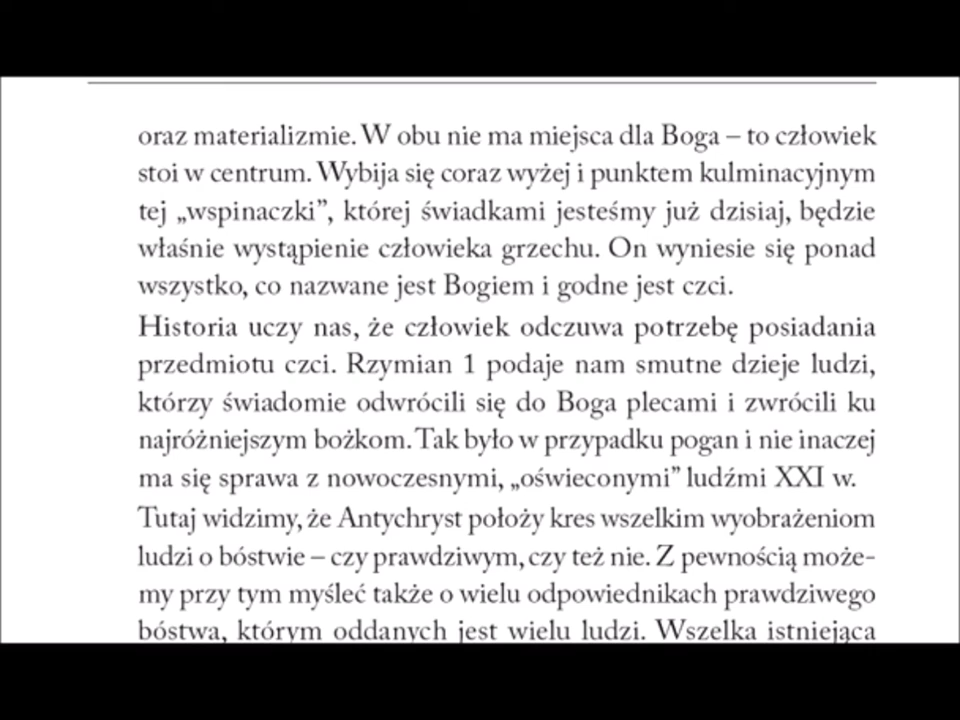 oraz materializmie. W obu nie ma miejsca dla Boga – to człowiek
stoi w centrum. Wybija się coraz wyżej i punktem kulminacyjnym
tej „wspinaczki”, której świadkami jesteśmy już dzisiaj, będzie
właśnie wystąpienie człowieka grzechu. On wyniesie się ponad
wszystko, co nazwane jest Bogiem i godne jest czci.
Historia uczy nas, że człowiek odczuwa potrzebę posiadania
przedmiotu czci. Rzymian 1 podaje nam smutne dzieje ludzi,
którzy świadomie odwrócili się do Boga plecami i zwrócili ku
najróżniejszym bożkom. Tak było w przypadku pogan i nie inaczej
ma się sprawa z nowoczesnymi, „oświeconymi” ludźmi XXI w.
Tutaj widzimy, że Antychryst położy kres wszelkim wyobrażeniom
ludzi o bóstwie – czy prawdziwym, czy też nie. Z pewnością może-
my przy tym myśleć także o wielu odpowiednikach prawdziwego
bóstwa, którym oddanych jest wielu ludzi. Wszelka istniejąca